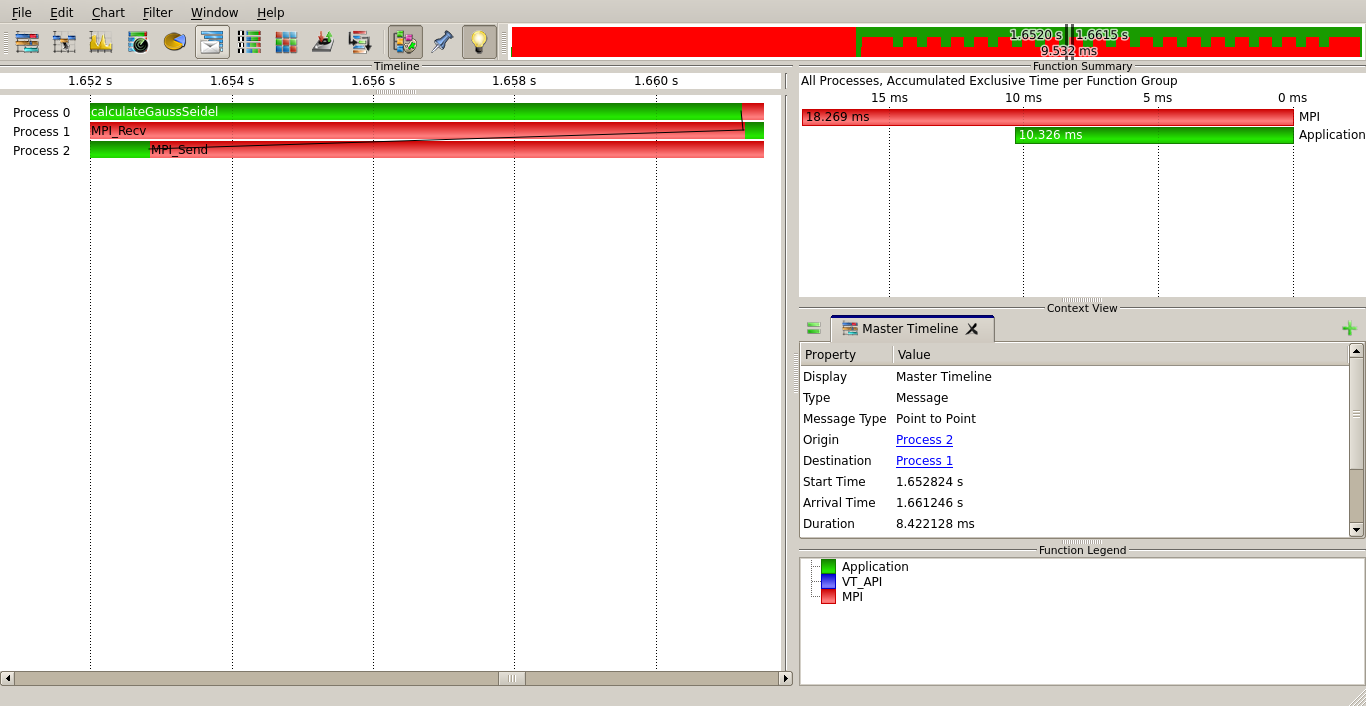 File Edit Chart Filter Window Help
1.6520 s 1.6615 s
9.532 ms
Timeline
1.652 s 1.654 s 1.656 s 1.658 s 1.660 s
Process 0 calculateGaussSeidel
Process 1 MPI_Recv
Process 2 MPI_Send
Function Summary
All Processes, Accumulated Exclusive Time per Function Group
15 ms 10 ms 5 ms 0 ms
18.269 ms MPI
10.326 ms Application
Context View
Master Timeline
Property Value
Display Master Timeline
Type Message
Message Type Point to Point
Origin Process 2
Destination Process 1
Start Time 1.652824 s
Arrival Time 1.661246 s
Duration 8.422128 ms
Function Legend
Application
VT_API
MPI